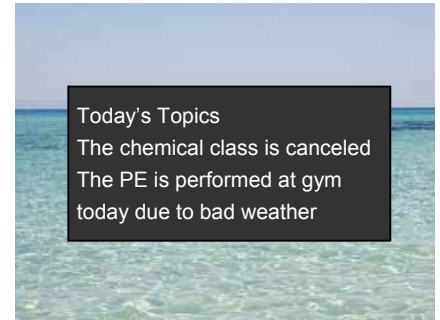 Today’s Topics
The chemical class is canceled
The PE is performed at gym
today due to bad weather